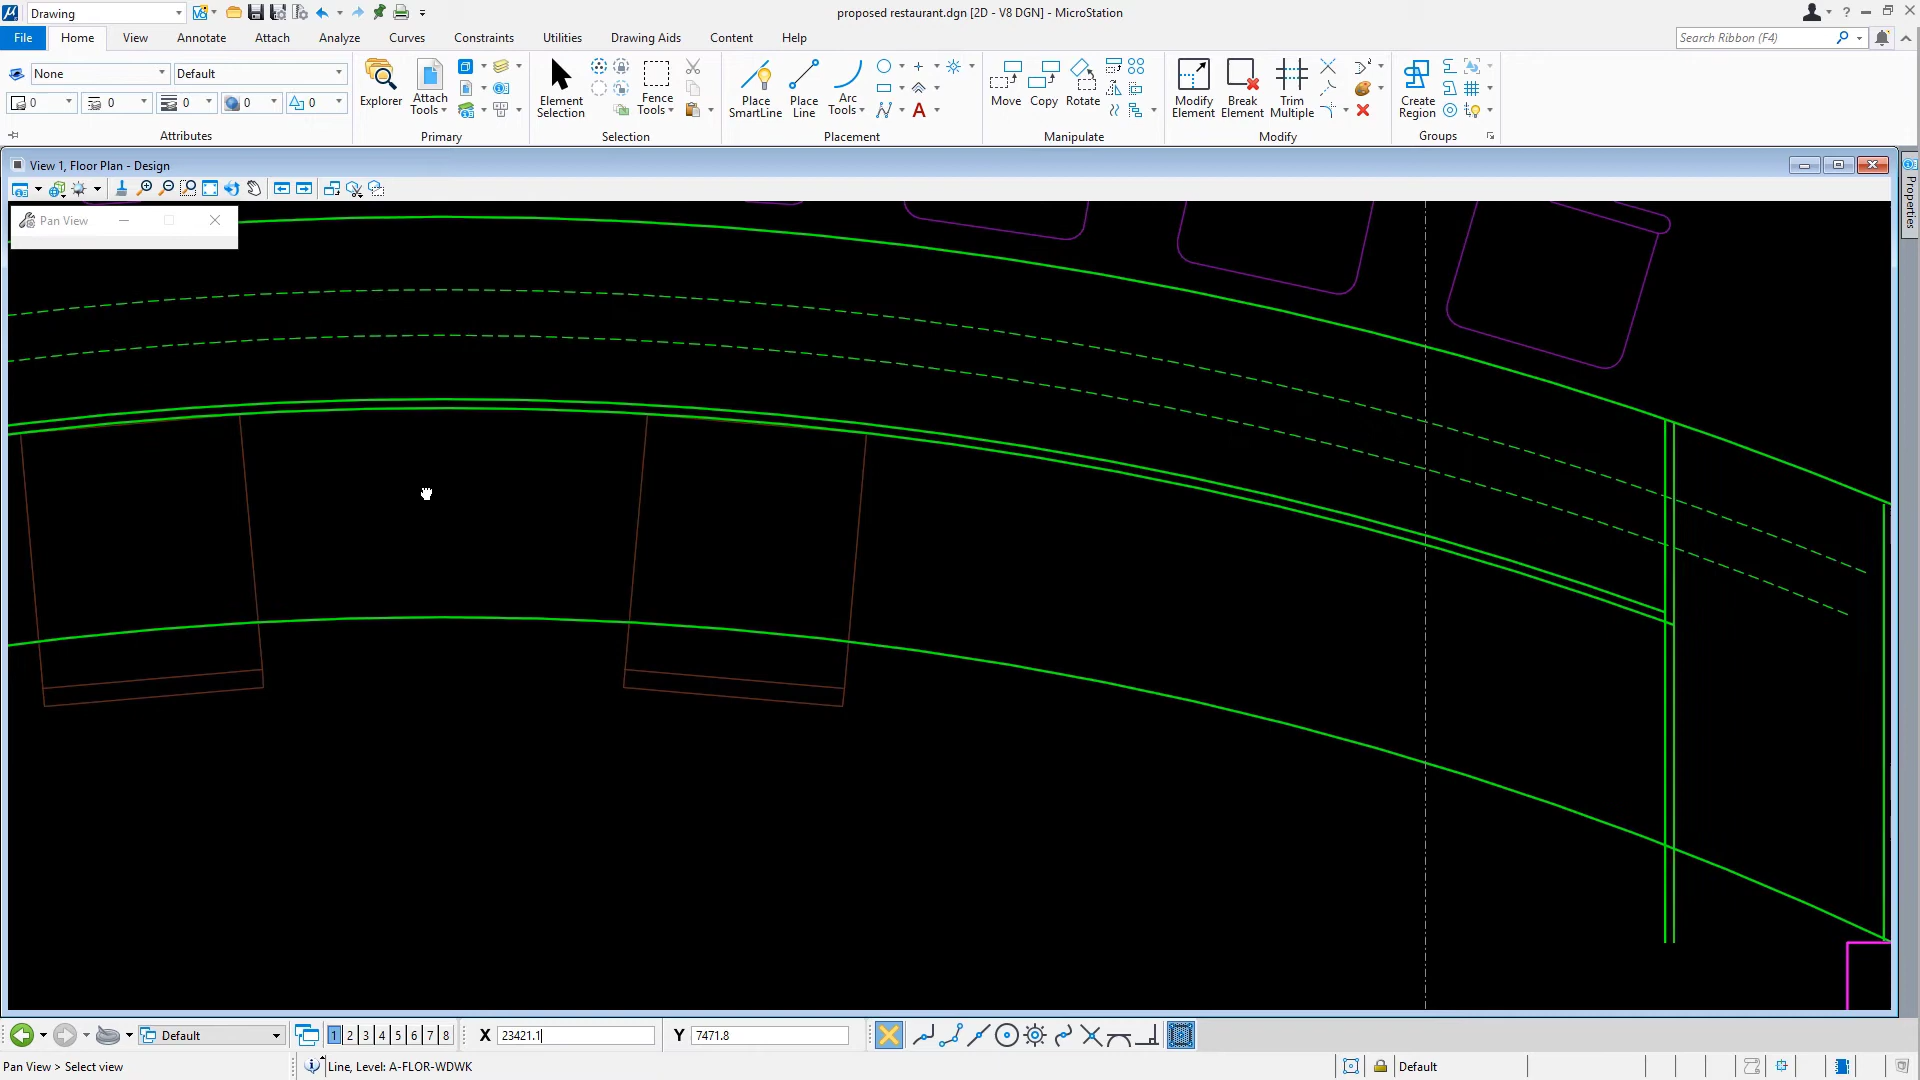 Drawing
proposed restaurant.dgn [2D - V8 DGN] - MicroStation
File Home View Annotate Attach Analyze Curves Constraints Utilities Drawing Aids Content Help
Search Ribbon (F4)
None Default
0 0 0 0 0
Explorer
Attach Tools
Element Selection
Fence Tools
Place SmartLine
Place Line
Arc Tools
Move Copy Rotate
Modify Element
Break Element
Trim Multiple
Create Region
Attributes Primary Selection Placement Manipulate Modify Groups
View 1, Floor Plan - Design
Properties
Pan View
Default
1 2 3 4 5 6 7 8
X 23421.1
Y 7471.8
Pan View > Select view
Line, Level: A-FLOR-WDWK
Default